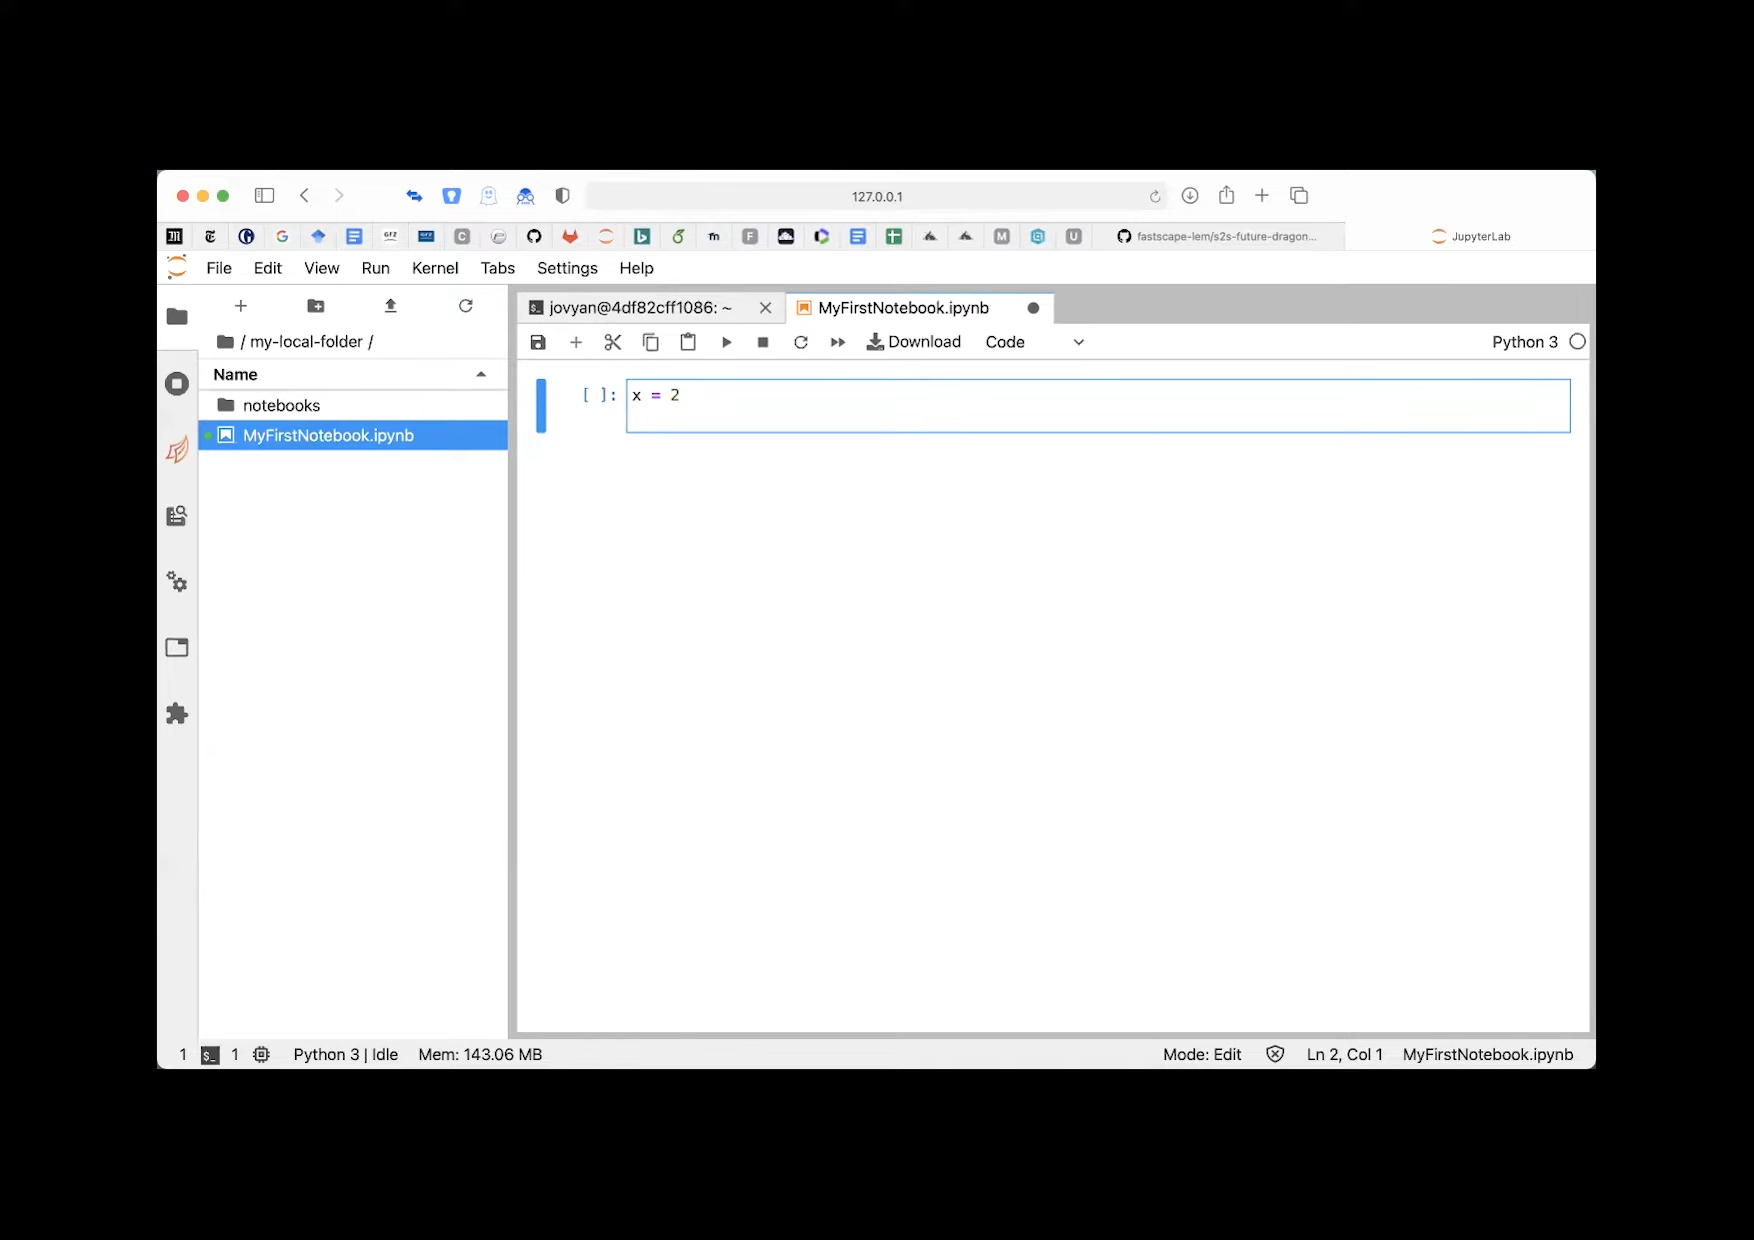 127.0.0.1
GFZ
C
fn
F
M
U
fastscape-lem/s2s-future-dragon...
JupyterLab
File Edit View Run Kernel Tabs Settings Help
jovyan@4df82cff1086: ~
MyFirstNotebook.ipynb
/ my-local-folder /
Download
Code
Python 3
Name
notebooks
MyFirstNotebook.ipynb
[ ]: x = 2
1 $_ 1 Python 3 | Idle Mem: 143.06 MB
Mode: Edit Ln 2, Col 1 MyFirstNotebook.ipynb